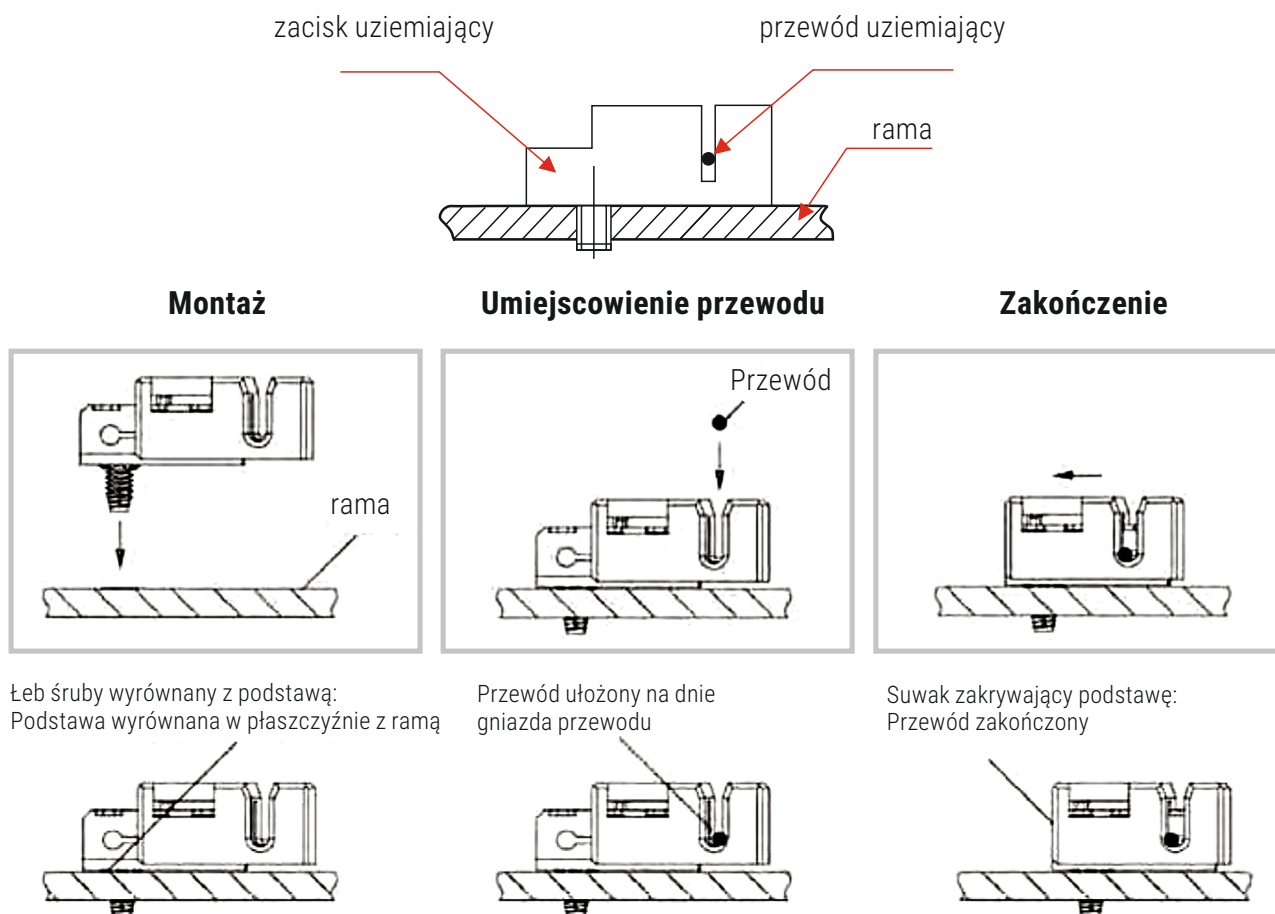 zacisk uziemiający
przewód uziemiający
rama
Montaż
Umiejscowienie przewodu
Zakończenie
rama
Przewód
Łeb śruby wyrównany z podstawą:
Podstawa wyrównana w płaszczyźnie z ramą
Przewód ułożony na dnie
gniazda przewodu
Suwak zakrywający podstawę:
Przewód zakończony